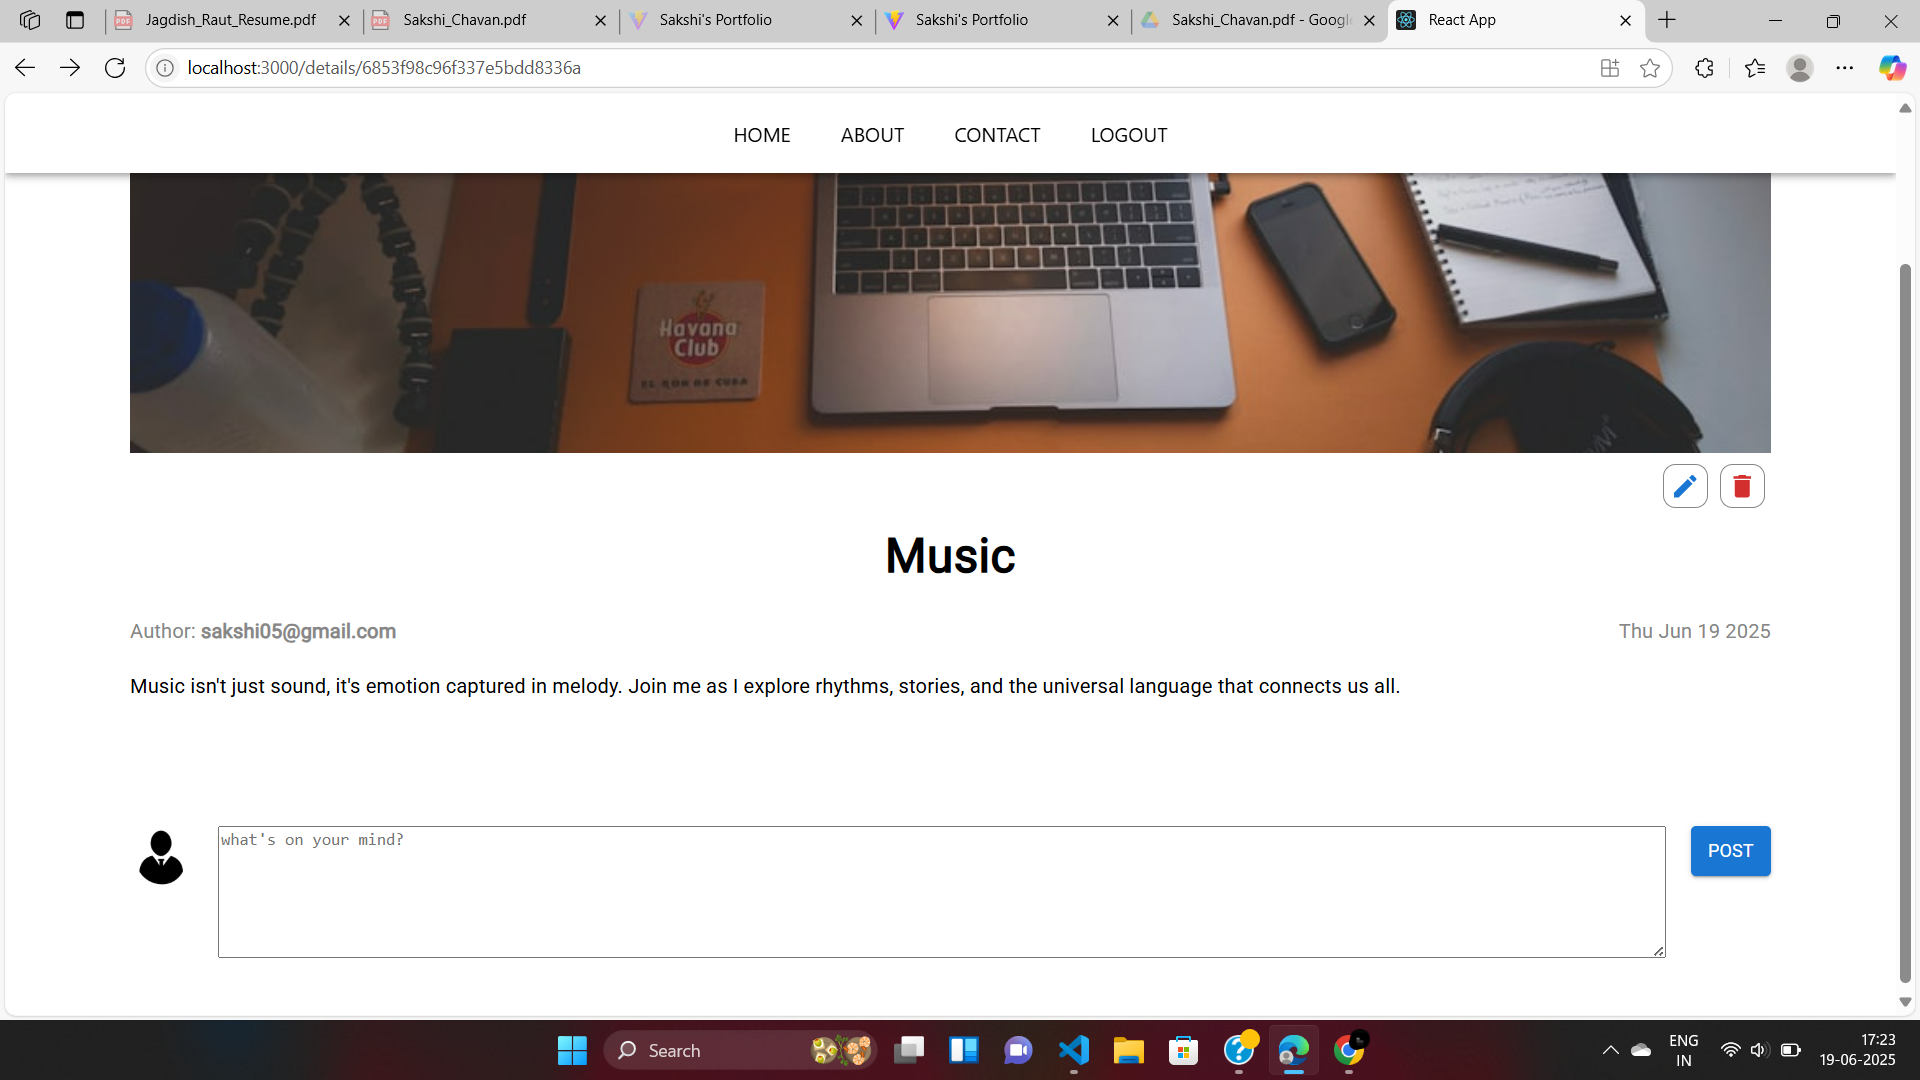 Jagdish_Raut_Resume.pdf
Sakshi_Chavan.pdf
Sakshi's Portfolio
Sakshi's Portfolio
Sakshi_Chavan.pdf - Googl
React App
localhost:3000/details/6853f98c96f337e5bdd8336a
HOME ABOUT CONTACT LOGOUT
Havana
Club
EL RON DE CUBA
Music
Author: sakshi05@gmail.com
Thu Jun 19 2025
Music isn't just sound, it's emotion captured in melody. Join me as I explore rhythms, stories, and the universal language that connects us all.
what's on your mind?
POST
Search
ENG
IN
17:23
19-06-2025